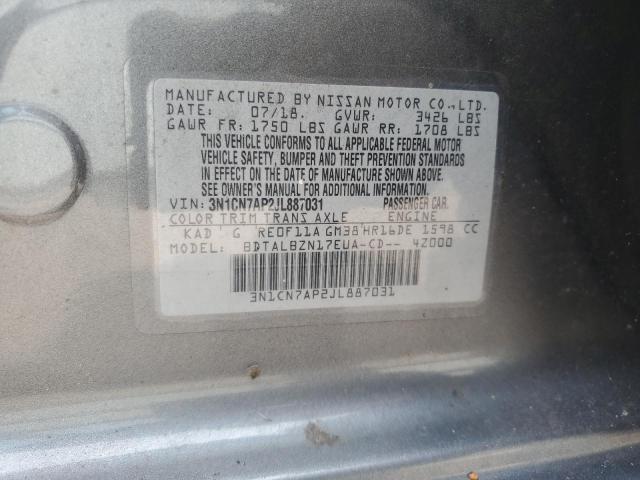 MANUFACTURED BY NISSAN MOTOR CO.,LTD.
DATE: 07/18. GVWR: 3426 LBS
GAWR FR: 1750 LBS GAWR RR: 1708 LBS
THIS VEHICLE CONFORMS TO ALL APPLICABLE FEDERAL MOTOR
VEHICLE SAFETY, BUMPER AND THEFT PREVENTION STANDARDS
IN EFFECT ON THE DATE OF MANUFACTURE SHOWN ABOVE.
SEE OWNER'S MANUAL FOR ADDITIONAL INFORMATION.
VIN: 3N1CN7AP2JL887031 PASSENGER CAR.
COLOR TRIM TRANS AXLE ENGINE
KAD G RE0F11A GM38 HR16DE 1598 CC
MODEL: BDTALBZN17EUA-CD-- 42000
3N1CN7AP2JL887031